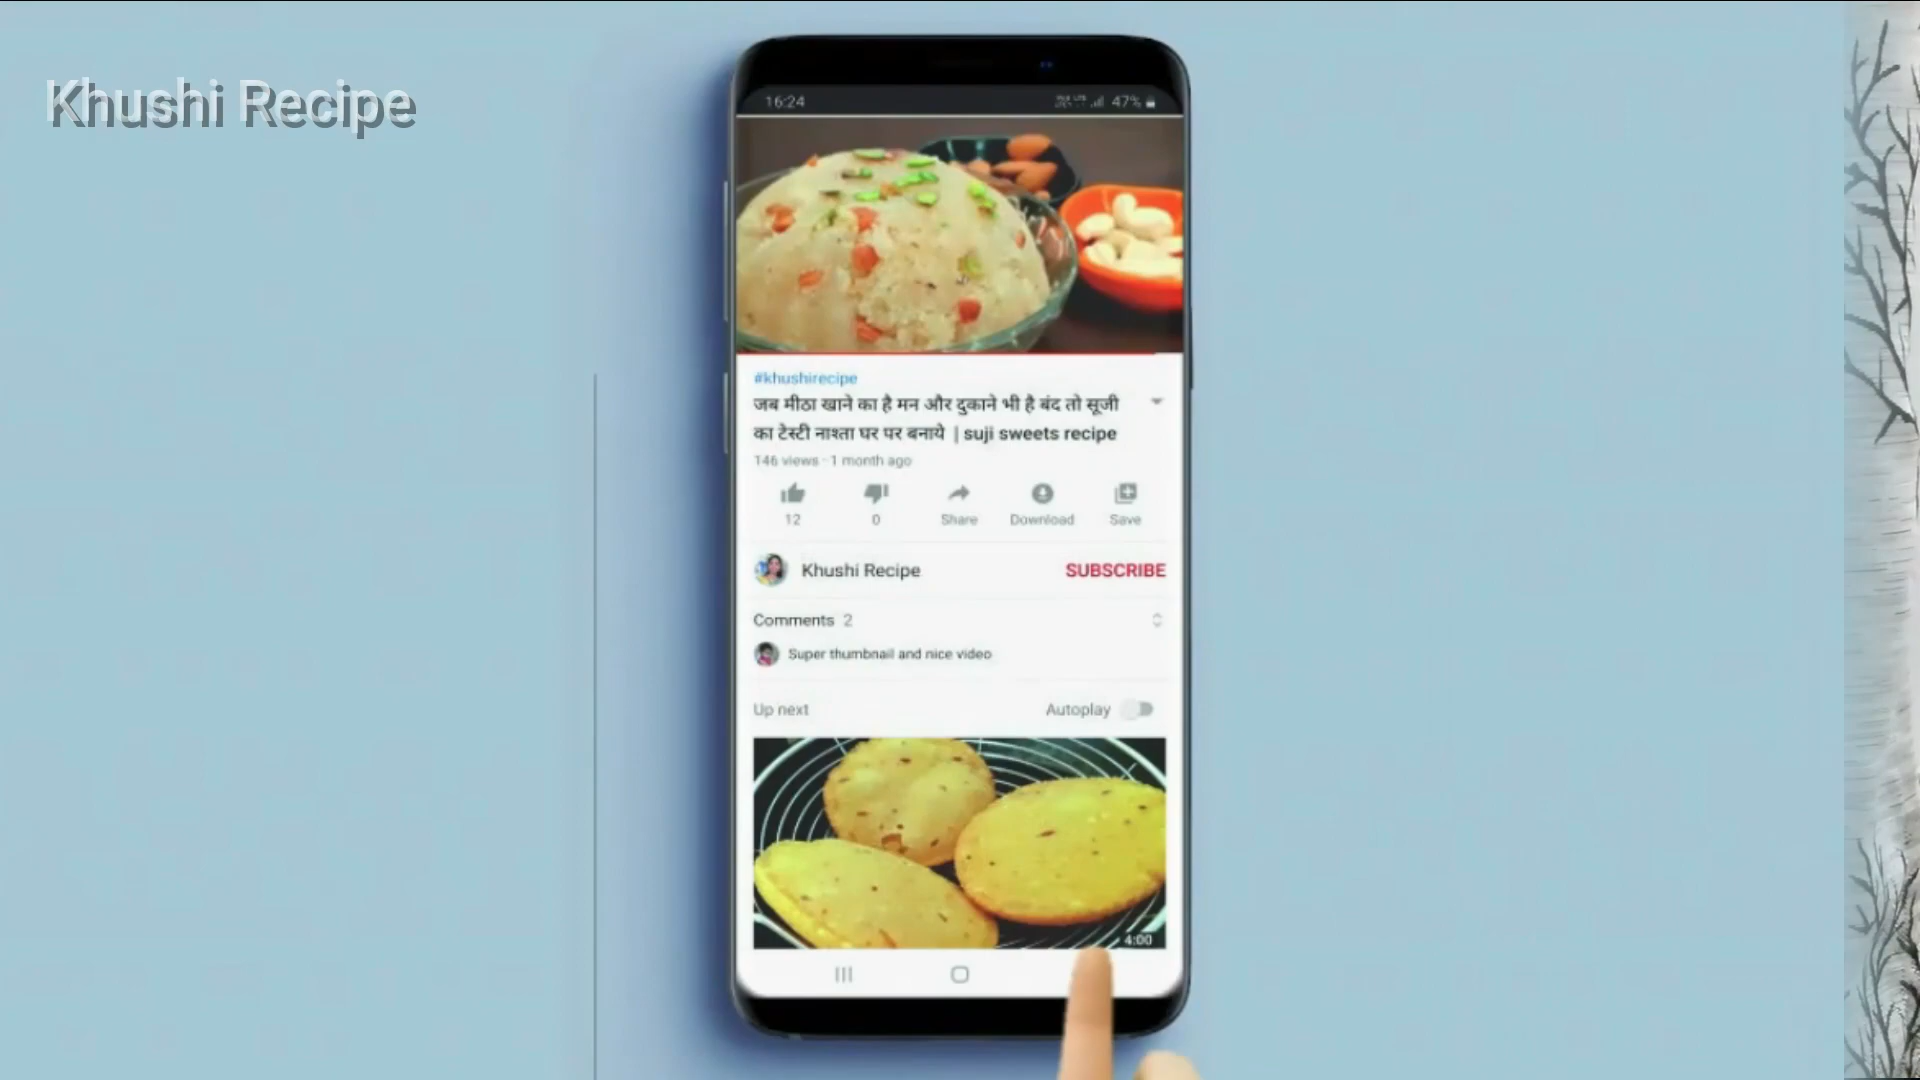 Khushi Recipe
16:24
47%
#khushirecipe
जब मीठा खाने का है मन और दुकाने भी है बंद तो सूजी
का टेस्टी नाश्ता घर पर बनाये | suji sweets recipe
146 views · 1 month ago
12
0
Share
Download
Save
Khushi Recipe
SUBSCRIBE
Comments 2
Super thumbnail and nice video
Up next
Autoplay
4:00